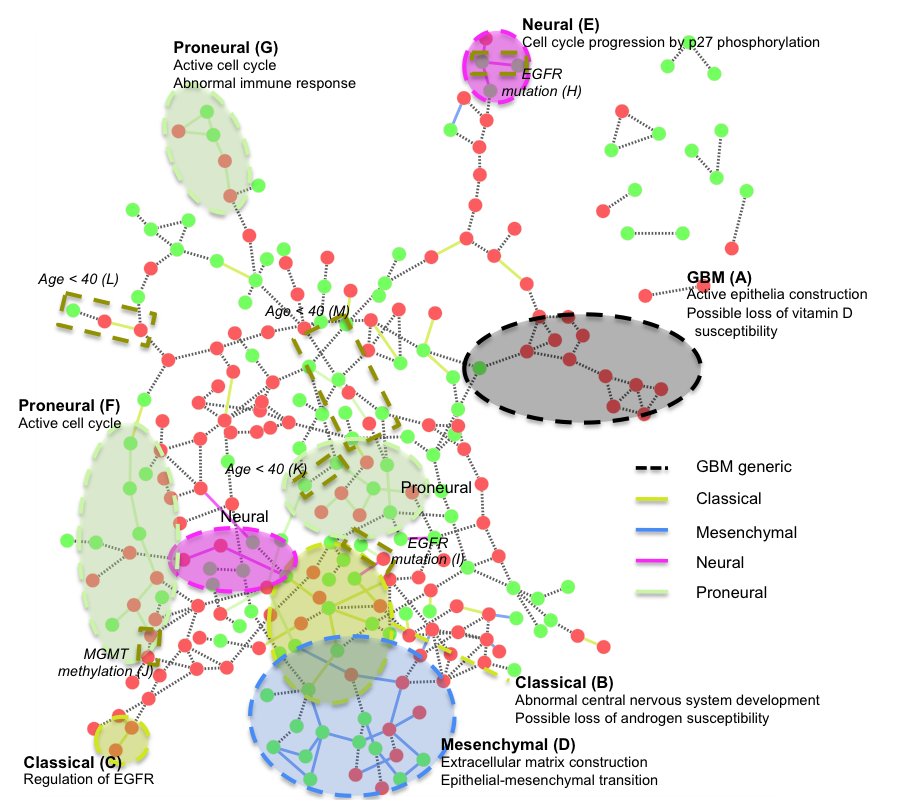 Neural (E)
Cell cycle progression by p27 phosphorylation
Proneural (G)
Active cell cycle
Abnormal immune response
EGFR
mutation (H)
Age < 40 (L)
GBM (A)
Active epithelia construction
Possible loss of vitamin D
susceptibility
Age < 40 (M)
Proneural (F)
Active cell cycle
Age < 40 (K)
GBM generic
Proneural
Classical
Neural
Mesenchymal
EGFR
mutation (I)
Neural
Proneural
MGMT
methylation (J)
Classical (B)
Abnormal central nervous system development
Possible loss of androgen susceptibility
Mesenchymal (D)
Extracellular matrix construction
Epithelial-mesenchymal transition
Classical (C)
Regulation of EGFR